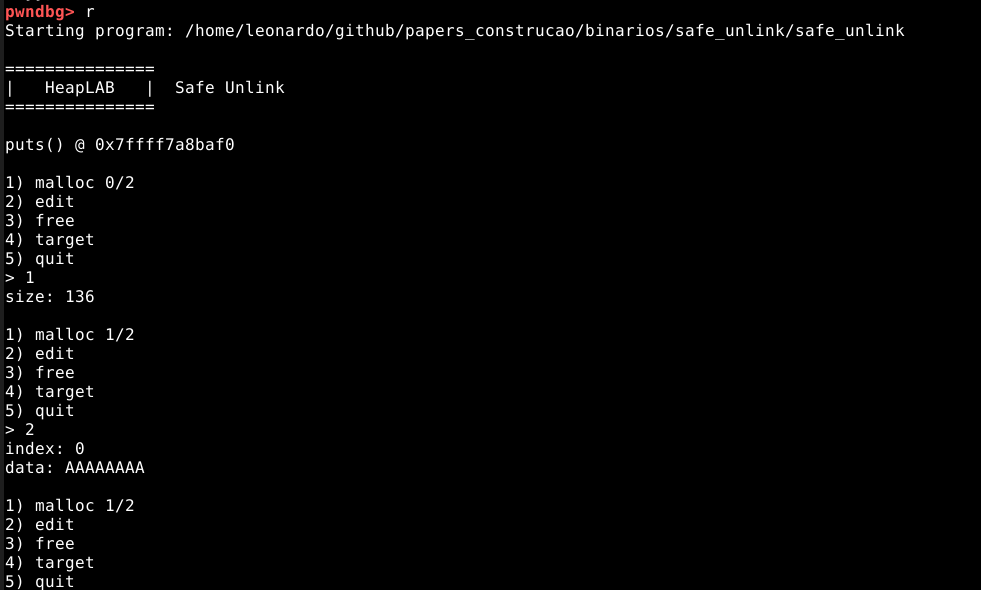 pwndbg> r
Starting program: /home/leonardo/github/papers_construcao/binarios/safe_unlink/safe_unlink
===============
|   HeapLAB   |  Safe Unlink
===============
puts() @ 0x7ffff7a8baf0
1) malloc 0/2
2) edit
3) free
4) target
5) quit
> 1
size: 136
1) malloc 1/2
2) edit
3) free
4) target
5) quit
> 2
index: 0
data: AAAAAAAA
1) malloc 1/2
2) edit
3) free
4) target
5) quit